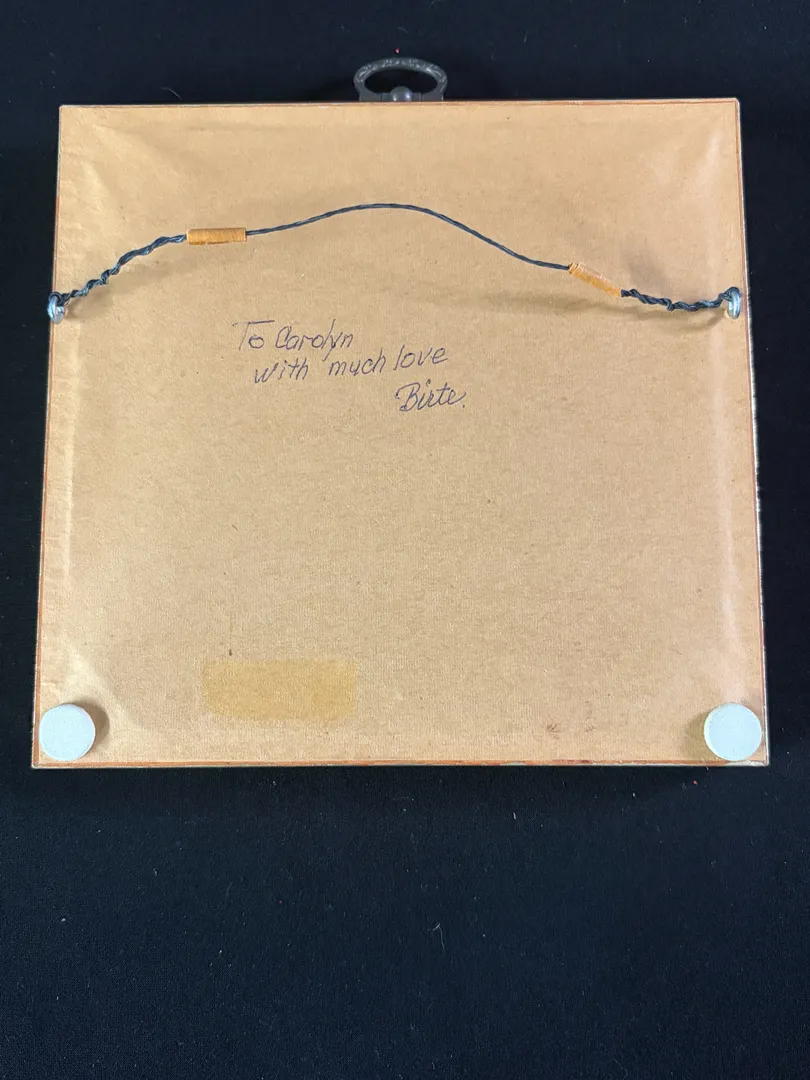 To Carolyn
with much love
Birte.